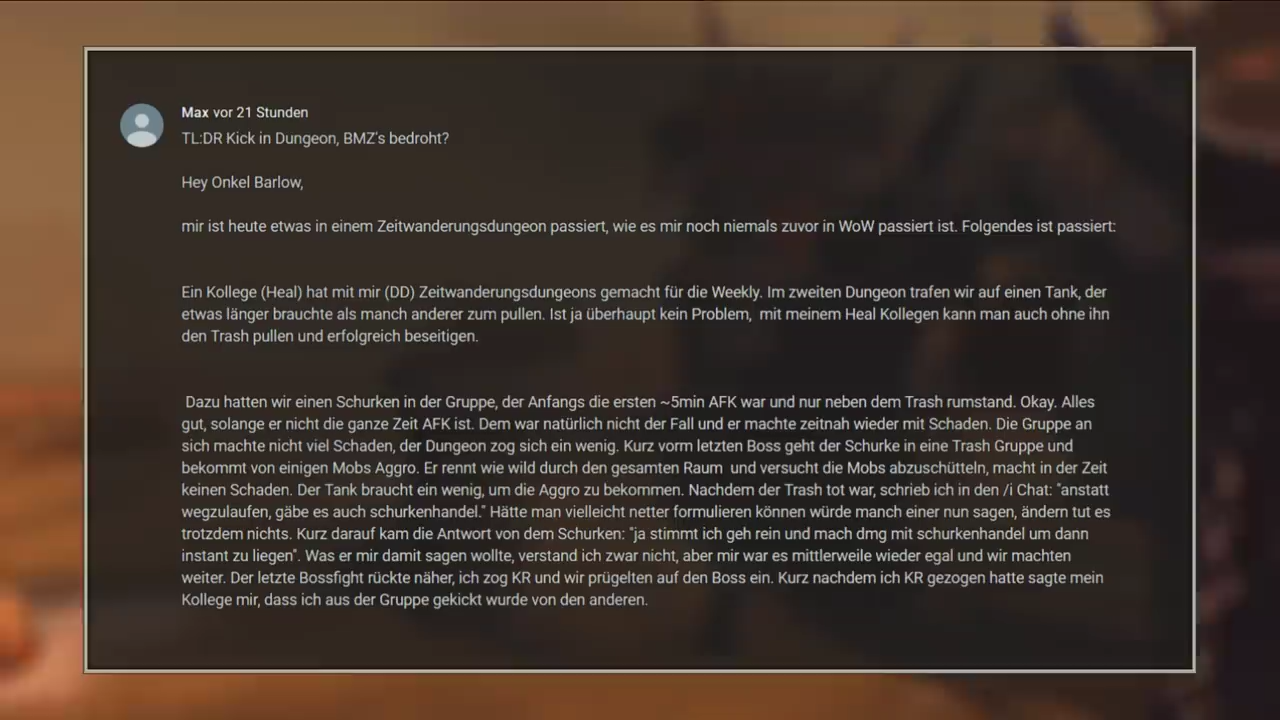 Max vor 21 Stunden
TL:DR Kick in Dungeon, BMZ's bedroht?
Hey Onkel Barlow,
mir ist heute etwas in einem Zeitwanderungsdungeon passiert, wie es mir noch niemals zuvor in WoW passiert ist. Folgendes ist passiert:
Ein Kollege (Heal) hat mit mir (DD) Zeitwanderungsdungeons gemacht für die Weekly. Im zweiten Dungeon trafen wir auf einen Tank, der
etwas länger brauchte als manch anderer zum pullen. Ist ja überhaupt kein Problem,  mit meinem Heal Kollegen kann man auch ohne ihn
den Trash pullen und erfolgreich beseitigen.
Dazu hatten wir einen Schurken in der Gruppe, der Anfangs die ersten ~5min AFK war und nur neben dem Trash rumstand. Okay. Alles
gut, solange er nicht die ganze Zeit AFK ist. Dem war natürlich nicht der Fall und er machte zeitnah wieder mit Schaden. Die Gruppe an
sich machte nicht viel Schaden, der Dungeon zog sich ein wenig. Kurz vorm letzten Boss geht der Schurke in eine Trash Gruppe und
bekommt von einigen Mobs Aggro. Er rennt wie wild durch den gesamten Raum  und versucht die Mobs abzuschütteln, macht in der Zeit
keinen Schaden. Der Tank braucht ein wenig, um die Aggro zu bekommen. Nachdem der Trash tot war, schrieb ich in den /i Chat: "anstatt
wegzulaufen, gäbe es auch schurkenhandel." Hätte man vielleicht netter formulieren können würde manch einer nun sagen, ändern tut es
trotzdem nichts. Kurz darauf kam die Antwort von dem Schurken: "ja stimmt ich geh rein und mach dmg mit schurkenhandel um dann
instant zu liegen". Was er mir damit sagen wollte, verstand ich zwar nicht, aber mir war es mittlerweile wieder egal und wir machten
weiter. Der letzte Bossfight rückte näher, ich zog KR und wir prügelten auf den Boss ein. Kurz nachdem ich KR gezogen hatte sagte mein
Kollege mir, dass ich aus der Gruppe gekickt wurde von den anderen.